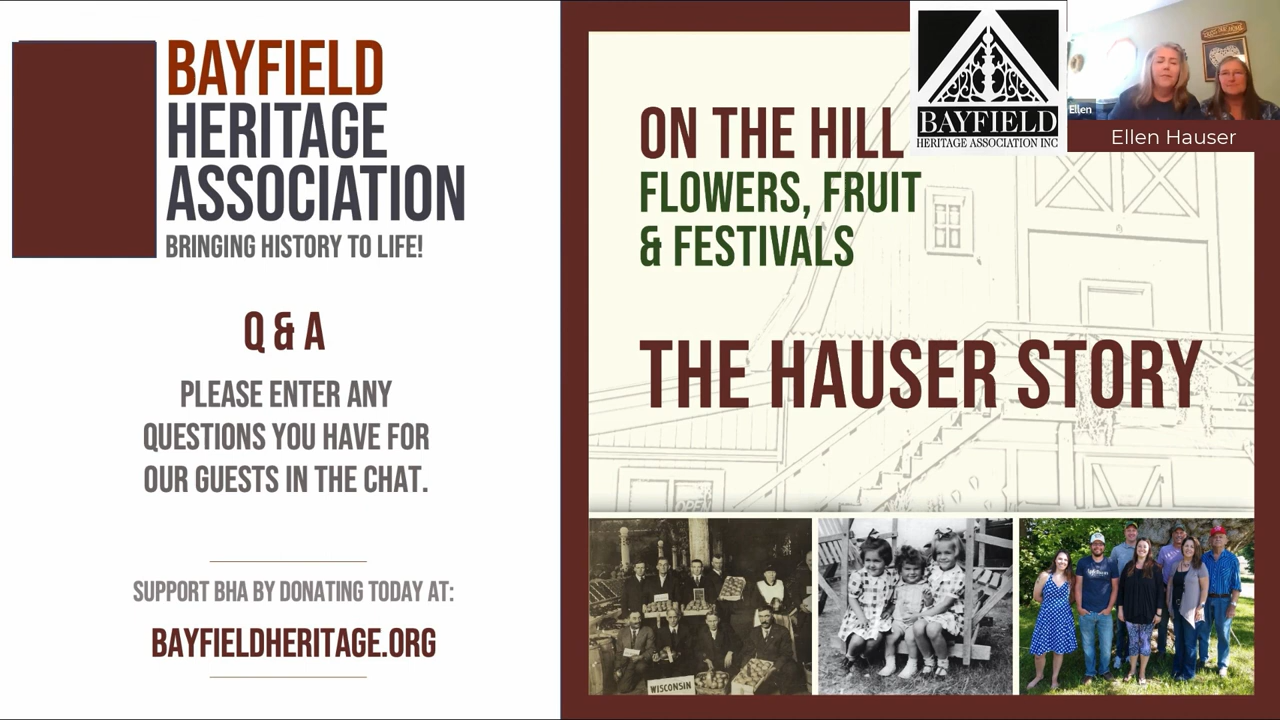 BAYFIELD
HERITAGE
ASSOCIATION
BRINGING HISTORY TO LIFE!
Q & A
PLEASE ENTER ANY
QUESTIONS YOU HAVE FOR
OUR GUESTS IN THE CHAT.
SUPPORT BHA BY DONATING TODAY AT:
BAYFIELDHERITAGE.ORG
ON THE HILL
FLOWERS, FRUIT
& FESTIVALS
THE HAUSER STORY
OPEN
WISCONSIN
BAYFIELD
HERITAGE ASSOCIATION INC
Ellen
Ellen Hauser